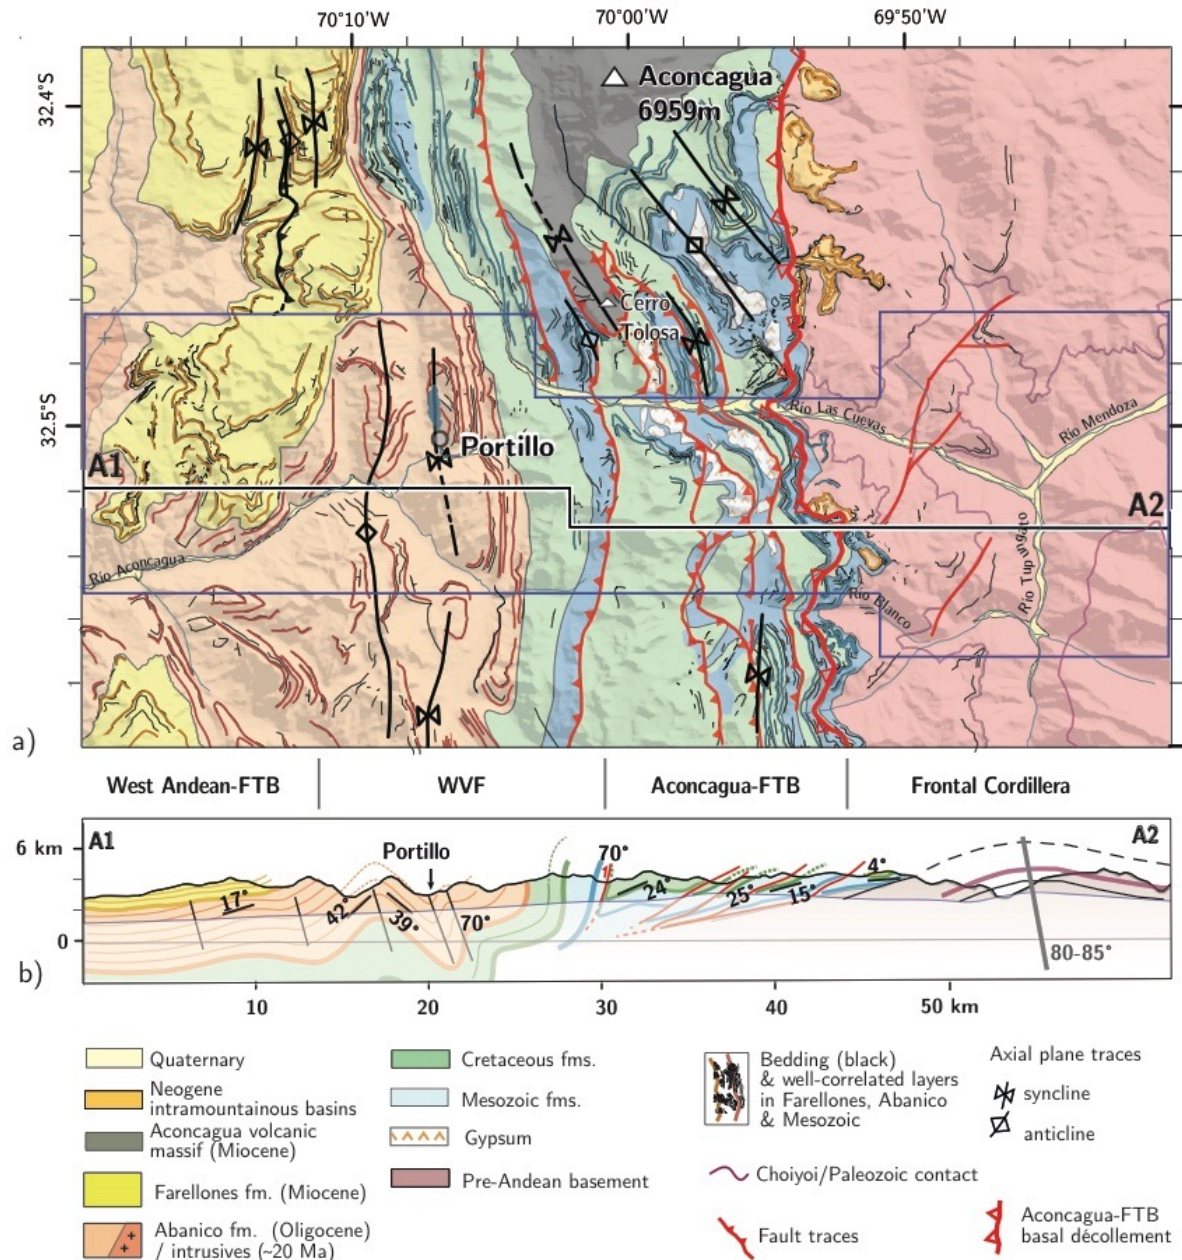 70°10'W
70°00'W
69°50'W
32.4°S
32.5°S
Aconcagua
6959m
Cerro
Tòlosa
Portillo
A1
A2
Río Las Cuevas
Río Mendoza
Río Aconcagua
Río Blanco
Río Tupungato
a)
West Andean-FTB
WVF
Aconcagua-FTB
Frontal Cordillera
A1
A2
6 km
0
Portillo
17°
42°
39°
70°
70°
24°
25°
15°
4°
80-85°
b)
10
20
30
40
50 km
Quaternary
Neogene
intramountainous basins
Aconcagua volcanic
massif (Miocene)
Farellones fm. (Miocene)
Abanico fm. (Oligocene)
/ intrusives (~20 Ma)
Cretaceous fms.
Mesozoic fms.
Gypsum
Pre-Andean basement
Bedding (black)
& well-correlated layers
in Farellones, Abanico
& Mesozoic
Choiyoi/Paleozoic contact
Fault traces
Axial plane traces
syncline
anticline
Aconcagua-FTB
basal décollement